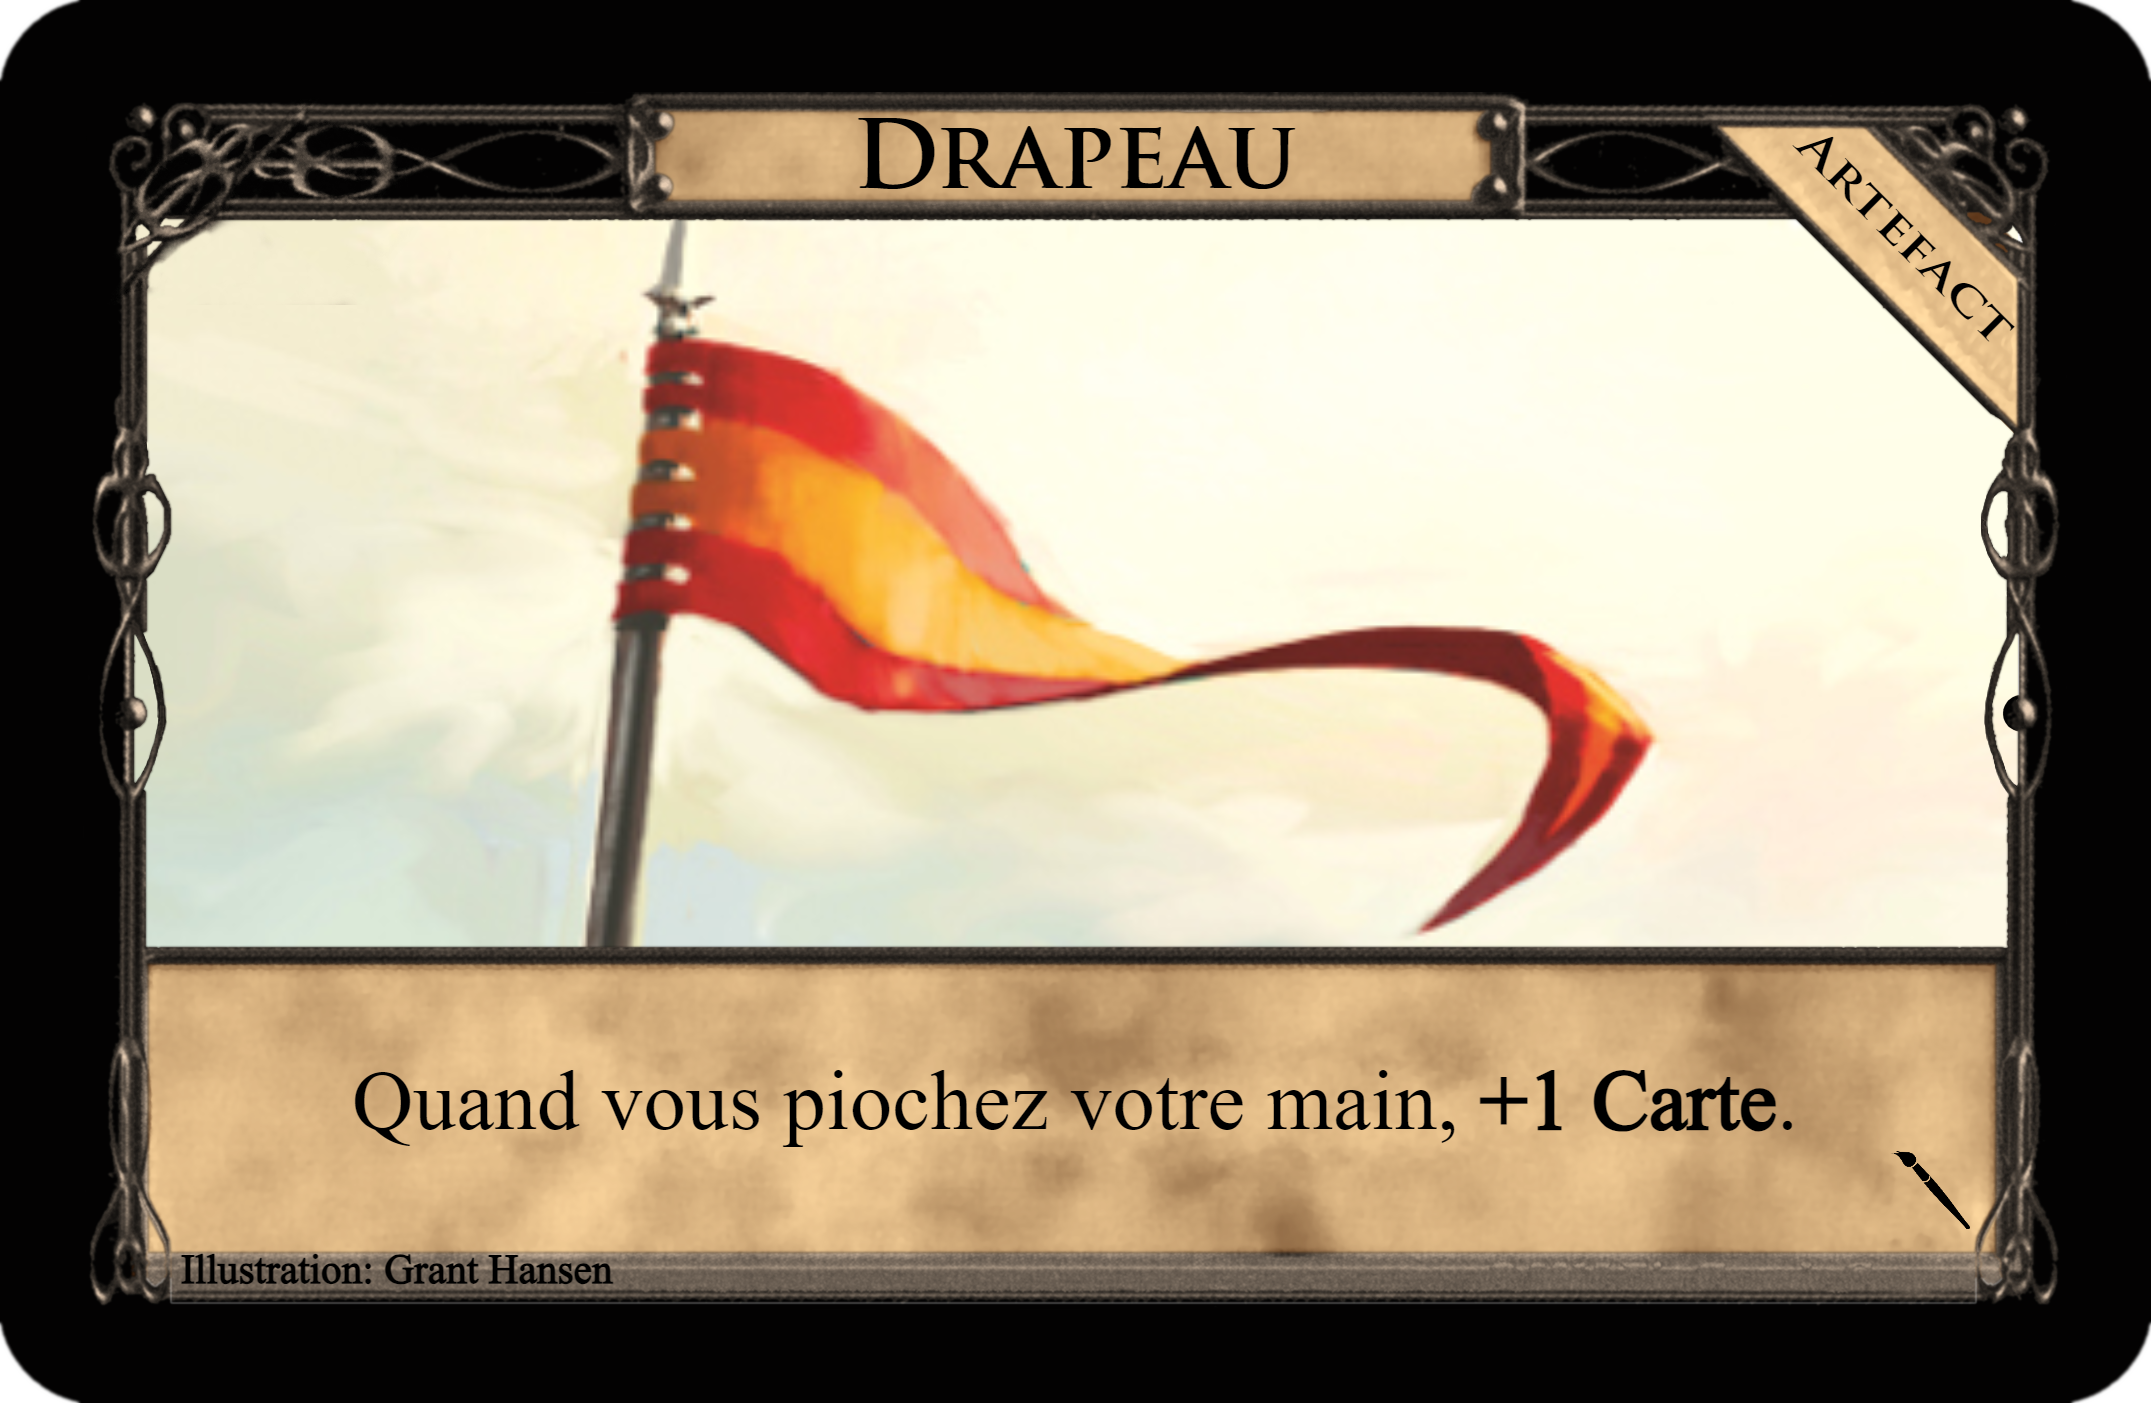 DRAPEAU
ARTEFACT
Quand vous piochez votre main, +1 Carte.
Illustration: Grant Hansen